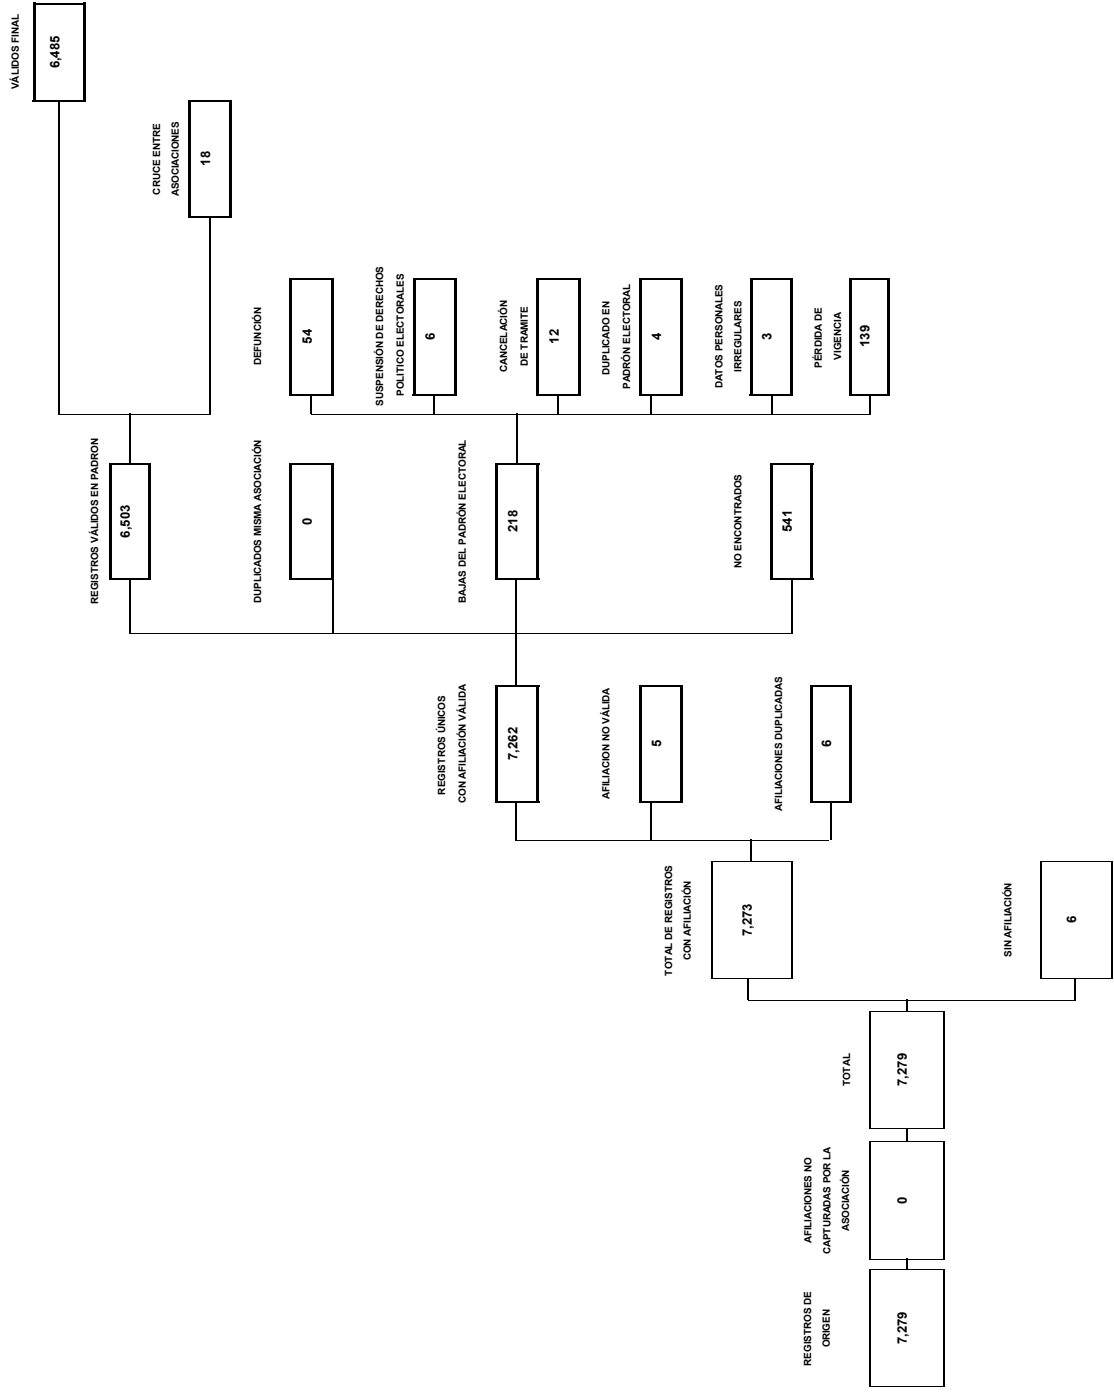 REGISTROS DE
ORIGEN
7,279
AFILIACIONES NO
CAPTURADAS POR LA
ASOCIACIÓN
0
TOTAL
7,279
TOTAL DE REGISTROS
CON AFILIACIÓN
7,273
SIN AFILIACIÓN
6
REGISTROS ÚNICOS
CON AFILIACIÓN VÁLIDA
7,262
AFILIACION NO VÁLIDA
5
AFILIACIONES DUPLICADAS
6
REGISTROS VÁLIDOS EN PADRON
6,503
DUPLICADOS MISMA ASOCIACIÓN
0
BAJAS DEL PADRÓN ELECTORAL
218
NO ENCONTRADOS
541
DEFUNCIÓN
54
SUSPENSIÓN DE DERECHOS
POLITICO ELECTORALES
6
CANCELACIÓN
DE TRAMITE
12
DUPLICADO EN
PADRÓN ELECTORAL
4
DATOS PERSONALES
IRREGULARES
3
PÉRDIDA DE
VIGENCIA
139
CRUCE ENTRE
ASOCIACIONES
18
VÁLIDOS FINAL
6,485